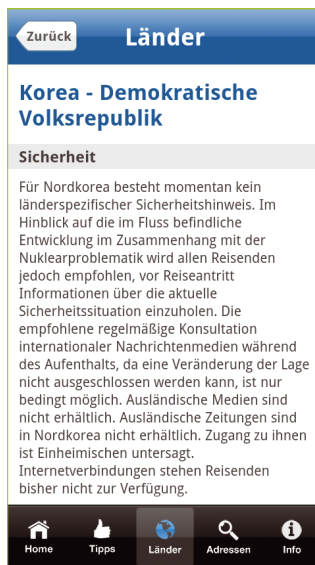 Zurück
Länder
Korea - Demokratische
Volksrepublik
Sicherheit
Für Nordkorea besteht momentan kein
länderspezifischer Sicherheitshinweis. Im
Hinblick auf die im Fluss befindliche
Entwicklung im Zusammenhang mit der
Nuklearproblematik wird allen Reisenden
jedoch empfohlen, vor Reiseantritt
Informationen über die aktuelle
Sicherheitssituation einzuholen. Die
empfohlene regelmäßige Konsultation
internationaler Nachrichtenmedien während
des Aufenthalts, da eine Veränderung der Lage
nicht ausgeschlossen werden kann, ist nur
bedingt möglich. Ausländische Medien sind
nicht erhältlich. Ausländische Zeitungen sind
in Nordkorea nicht erhältlich. Zugang zu ihnen
ist Einheimischen untersagt.
Internetverbindungen stehen Reisenden
bisher nicht zur Verfügung.
Home
Tipps
Länder
Adressen
Info